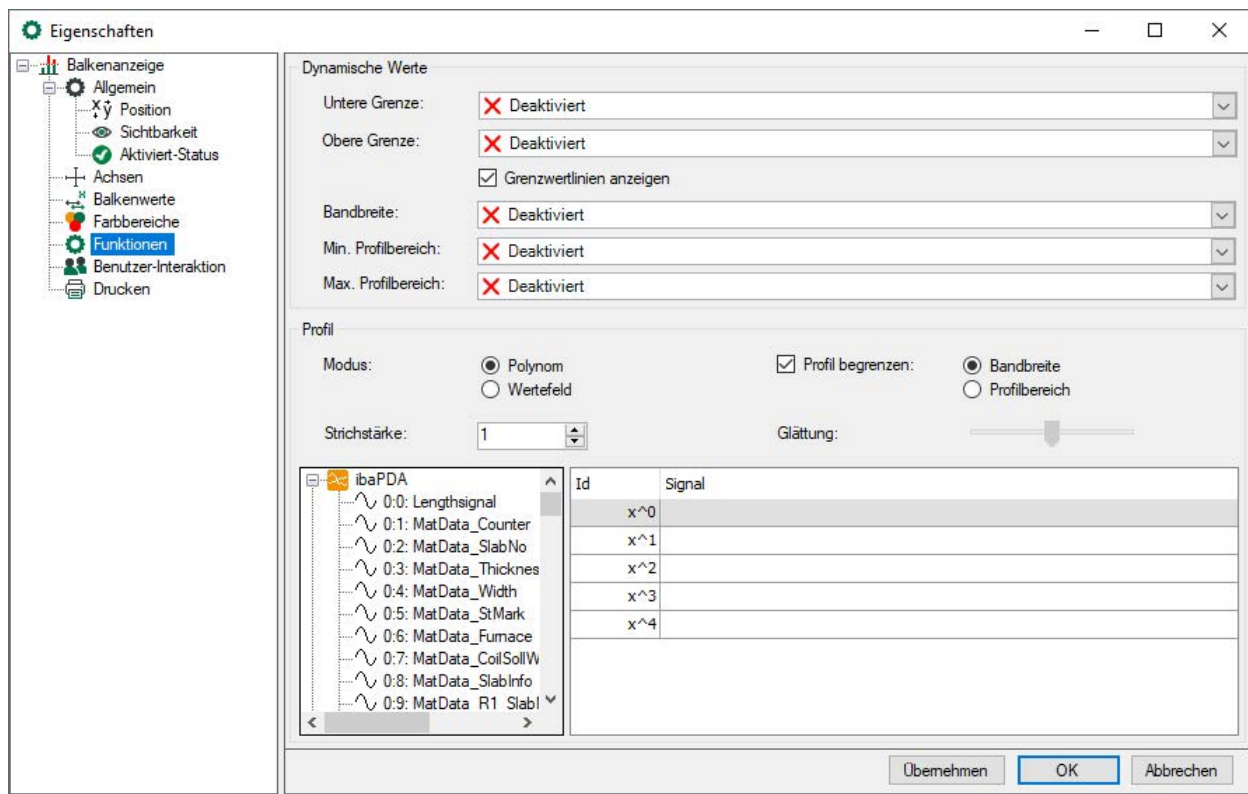 Eigenschaften
Balkenanzeige
Allgemein
Position
Sichtbarkeit
Aktiviert-Status
Achsen
Balkenwerte
Farbbereiche
Funktionen
Benutzer-Interaktion
Drucken
Dynamische Werte
Untere Grenze: Deaktiviert
Obere Grenze: Deaktiviert
Grenzwertlinien anzeigen
Bandbreite: Deaktiviert
Min. Profilbereich: Deaktiviert
Max. Profilbereich: Deaktiviert
Profil
Modus: Polynom Profil begrenzen: Bandbreite
Wertefeld Profilbereich
Strichstärke: 1 Glättung:
ibaPDA
0:0: Lengthsignal
0:1: MatData_Counter
0:2: MatData_SlabNo
0:3: MatData_Thicknes
0:4: MatData_Width
0:5: MatData_StMark
0:6: MatData_Furnace
0:7: MatData_CoilSollW
0:8: MatData_SlabInfo
0:9: MatData_R1_Slab
Id Signal
x^0
x^1
x^2
x^3
x^4
Übernehmen OK Abbrechen